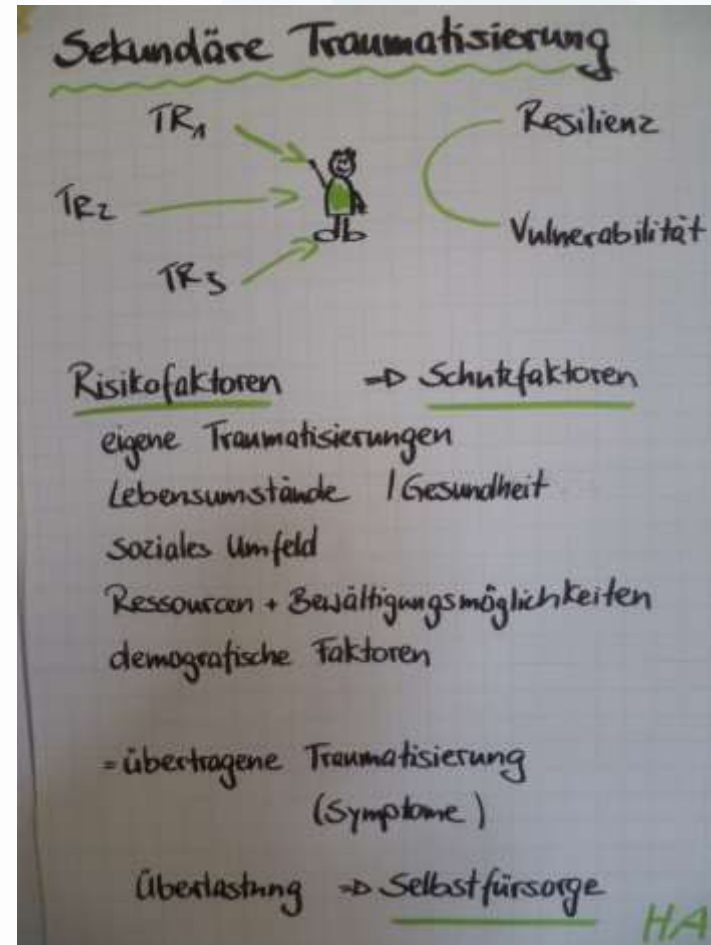 Sekundäre Traumatisierung
TR1 Resilienz
TR2
Vulnerabilität
TR3
Risikofaktoren => Schutzfaktoren
eigene Traumatisierungen
Lebensumstände / Gesundheit
soziales Umfeld
Ressourcen + Bewältigungsmöglichkeiten
demografische Faktoren
= übertragene Traumatisierung
(Symptome)
Überlastung => Selbstfürsorge
HA